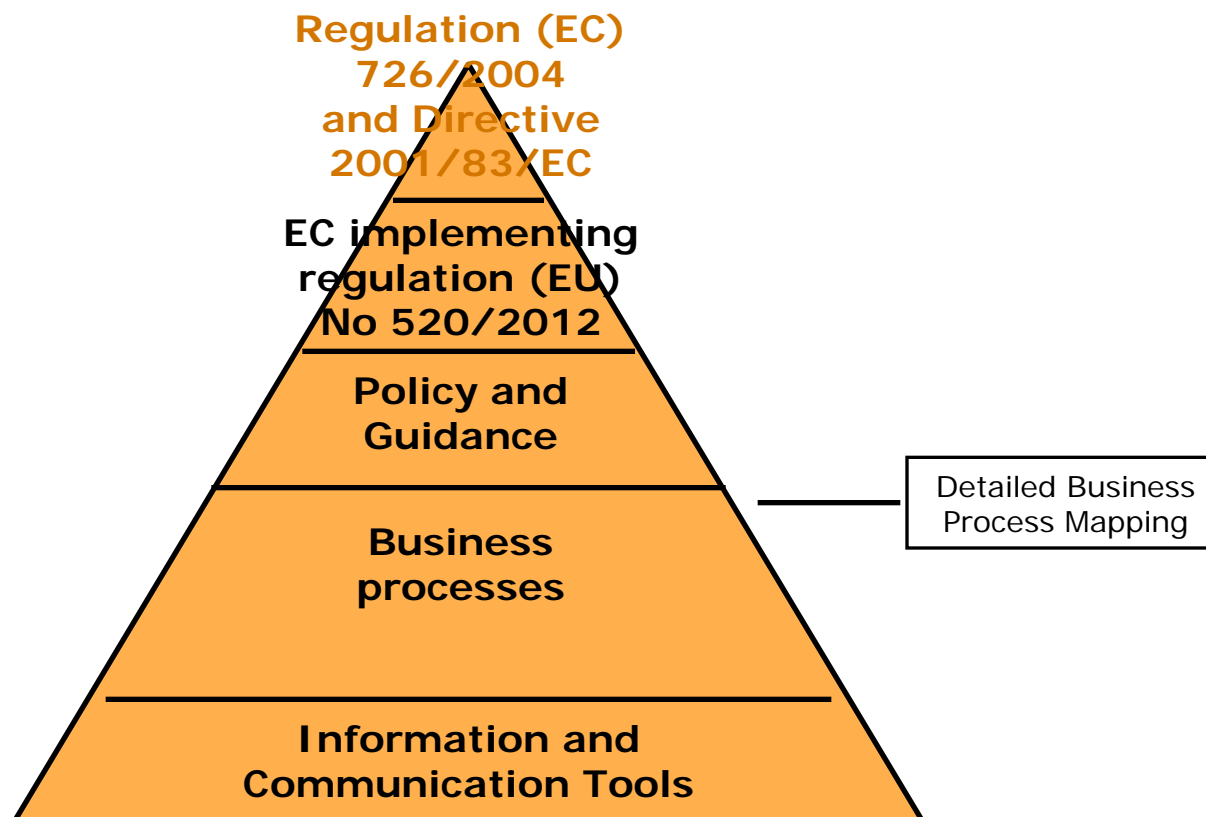 Regulation (EC)
726/2004
and Directive
2001/83/EC
EC implementing
regulation (EU)
No 520/2012
Policy and
Guidance
Detailed Business
Process Mapping
Business
processes
Information and
Communication Tools